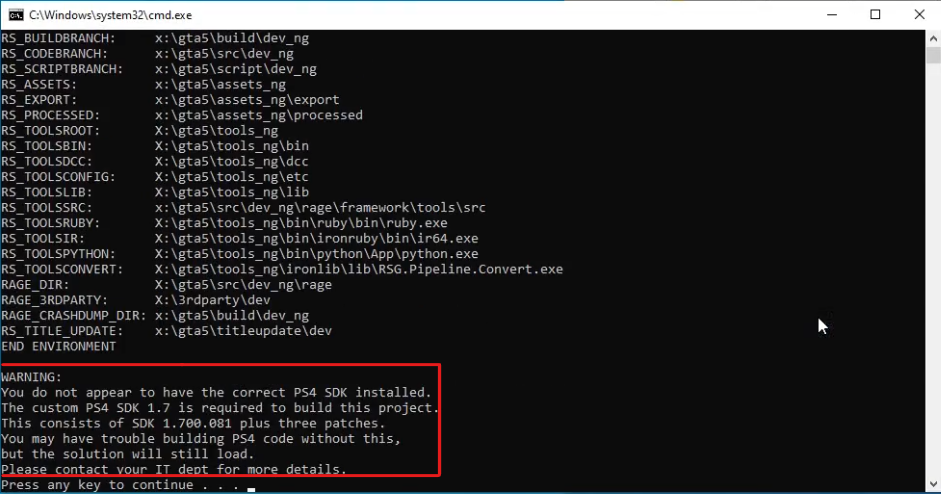 C:\Windows\system32\cmd.exe
RS_BUILDBRANCH: x:\gta5\build\dev_ng
RS_CODEBRANCH: x:\gta5\src\dev_ng
RS_SCRIPTBRANCH: x:\gta5\script\dev_ng
RS_ASSETS: x:\gta5\assets_ng
RS_EXPORT: x:\gta5\assets_ng\export
RS_PROCESSED: x:\gta5\assets_ng\processed
RS_TOOLSROOT: X:\gta5\tools_ng
RS_TOOLSBIN: X:\gta5\tools_ng\bin
RS_TOOLSDCC: X:\gta5\tools_ng\dcc
RS_TOOLSCONFIG: X:\gta5\tools_ng\etc
RS_TOOLSLIB: X:\gta5\tools_ng\lib
RS_TOOLSSRC: X:\gta5\src\dev_ng\rage\framework\tools\src
RS_TOOLSRUBY: X:\gta5\tools_ng\bin\ruby\bin\ruby.exe
RS_TOOLSIR: X:\gta5\tools_ng\bin\ironruby\bin\ir64.exe
RS_TOOLSPYTHON: X:\gta5\tools_ng\bin\python\App\python.exe
RS_TOOLSCONVERT: X:\gta5\tools_ng\ironlib\lib\RSG.Pipeline.Convert.exe
RAGE_DIR: X:\gta5\src\dev_ng\rage
RAGE_3RDPARTY: X:\3rdparty\dev
RAGE_CRASHDUMP_DIR: x:\gta5\build\dev_ng
RS_TITLE_UPDATE: x:\gta5\titleupdate\dev
END ENVIRONMENT
WARNING:
You do not appear to have the correct PS4 SDK installed.
The custom PS4 SDK 1.7 is required to build this project.
This consists of SDK 1.700.081 plus three patches.
You may have trouble building PS4 code without this,
but the solution will still load.
Please contact your IT dept for more details.
Press any key to continue . . .